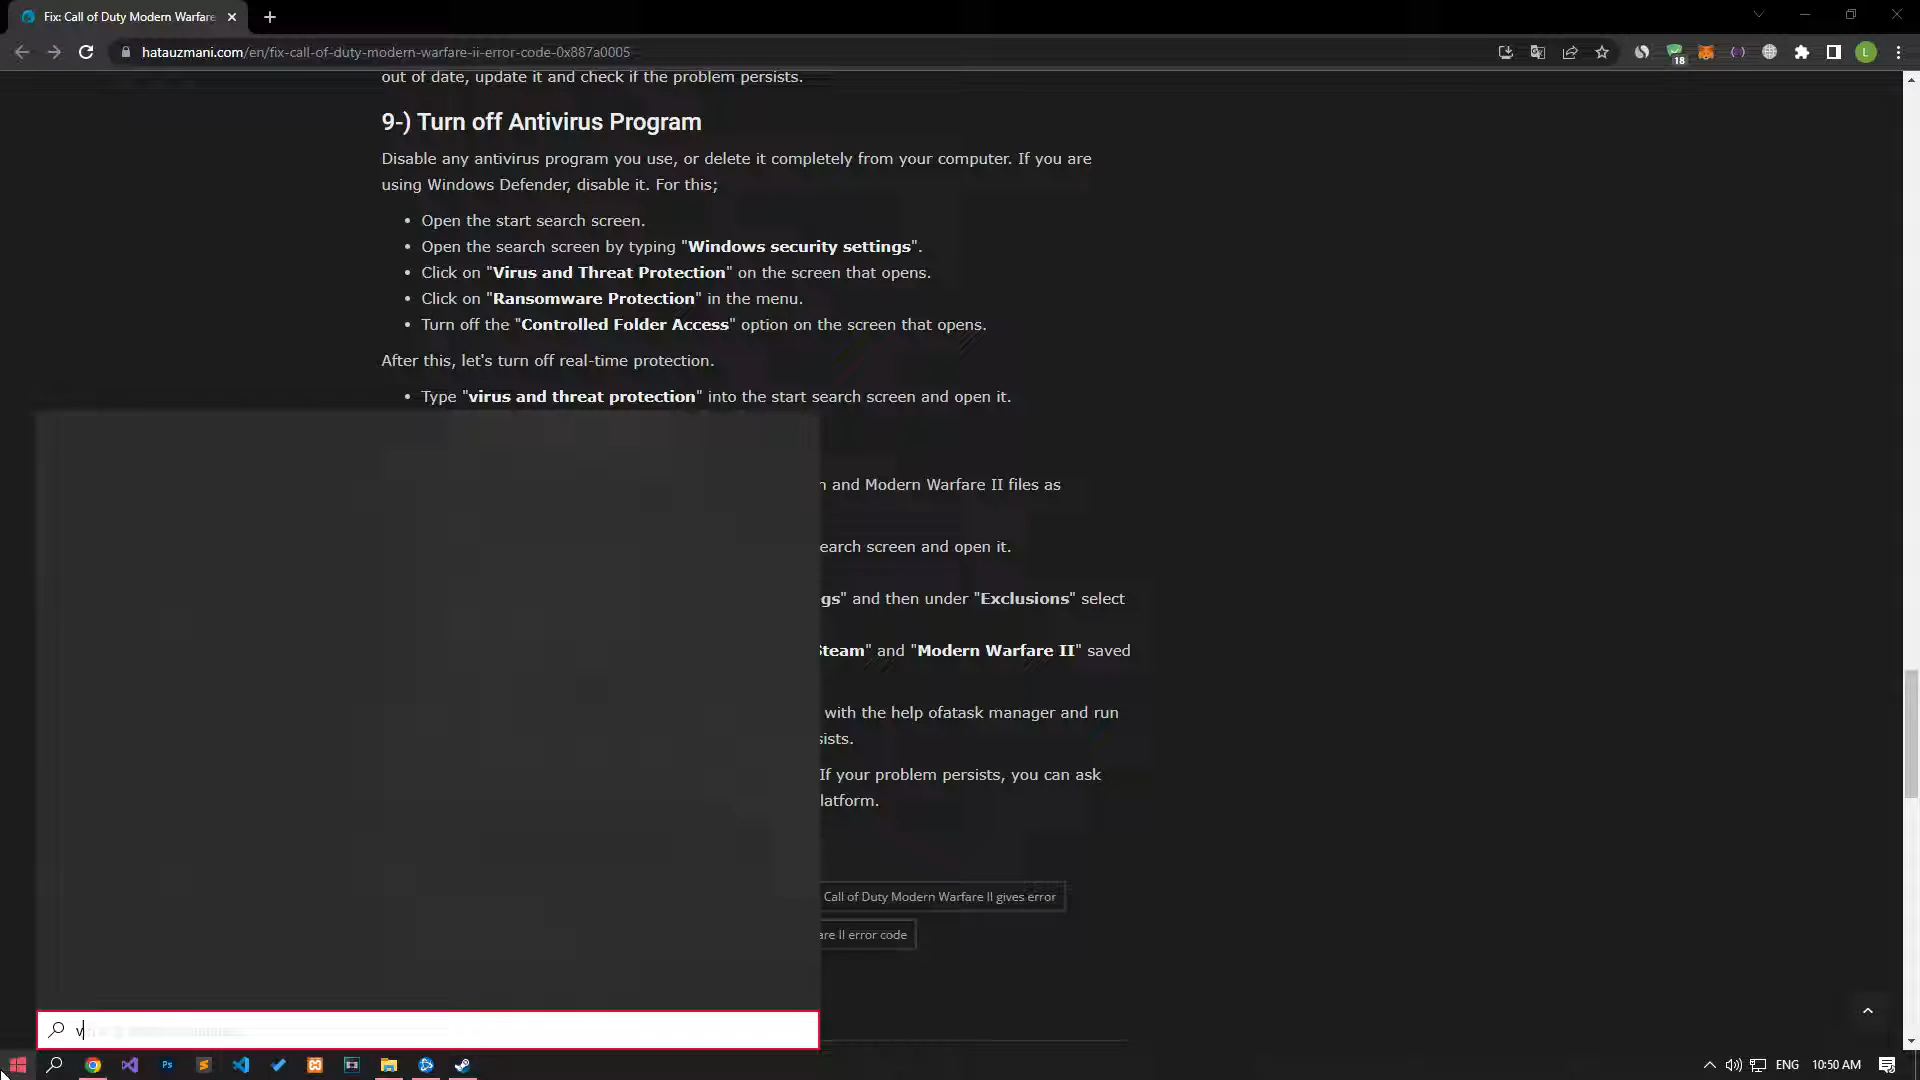 Fix: Call of Duty Modern Warfare
hatauzmani.com/en/fix-call-of-duty-modern-warfare-ii-error-code-0x887a0005
18
L
out of date, update it and check if the problem persists.
9-) Turn off Antivirus Program
Disable any antivirus program you use, or delete it completely from your computer. If you are
using Windows Defender, disable it. For this;
• Open the start search screen.
• Open the search screen by typing "Windows security settings".
• Click on "Virus and Threat Protection" on the screen that opens.
• Click on "Ransomware Protection" in the menu.
• Turn off the "Controlled Folder Access" option on the screen that opens.
After this, let's turn off real-time protection.
• Type "virus and threat protection" into the start search screen and open it.
and Modern Warfare II files as
earch screen and open it.
gs" and then under "Exclusions" select
Steam" and "Modern Warfare II" saved
with the help ofatask manager and run
sists.
If your problem persists, you can ask
latform.
Call of Duty Modern Warfare II gives error
are II error code
v
Ps
ENG
10:50 AM